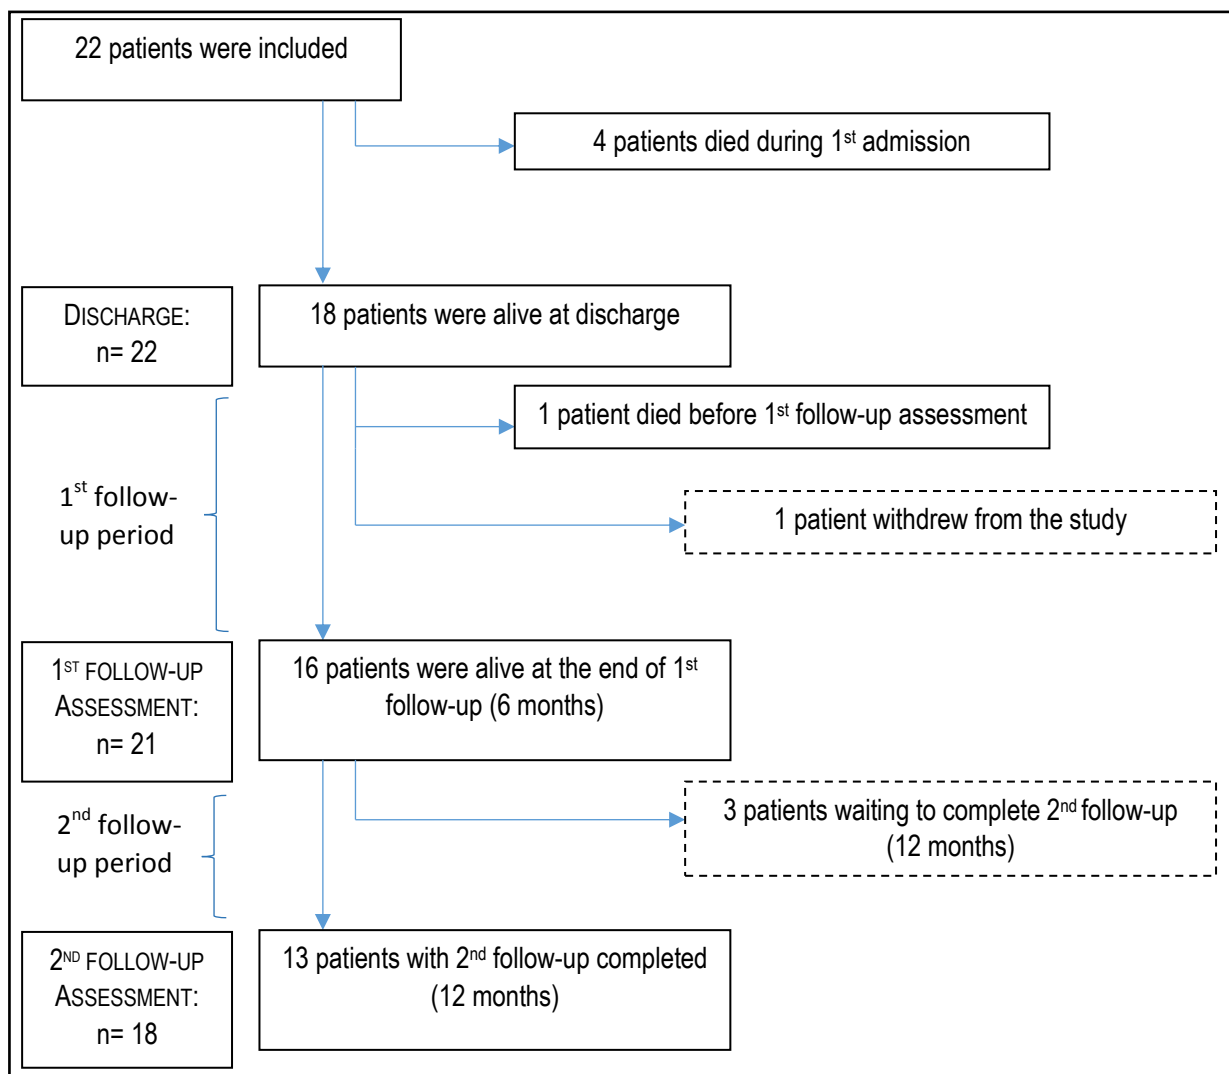 22 patients were included
4 patients died during 1st admission
DISCHARGE:
n= 22
18 patients were alive at discharge
1 patient died before 1st follow-up assessment
1st follow-
up period
1 patient withdrew from the study
1ST FOLLOW-UP
ASSESSMENT:
n= 21
16 patients were alive at the end of 1st
follow-up (6 months)
3 patients waiting to complete 2nd follow-up
(12 months)
2nd follow-
up period
2ND FOLLOW-UP
ASSESSMENT:
n= 18
13 patients with 2nd follow-up completed
(12 months)